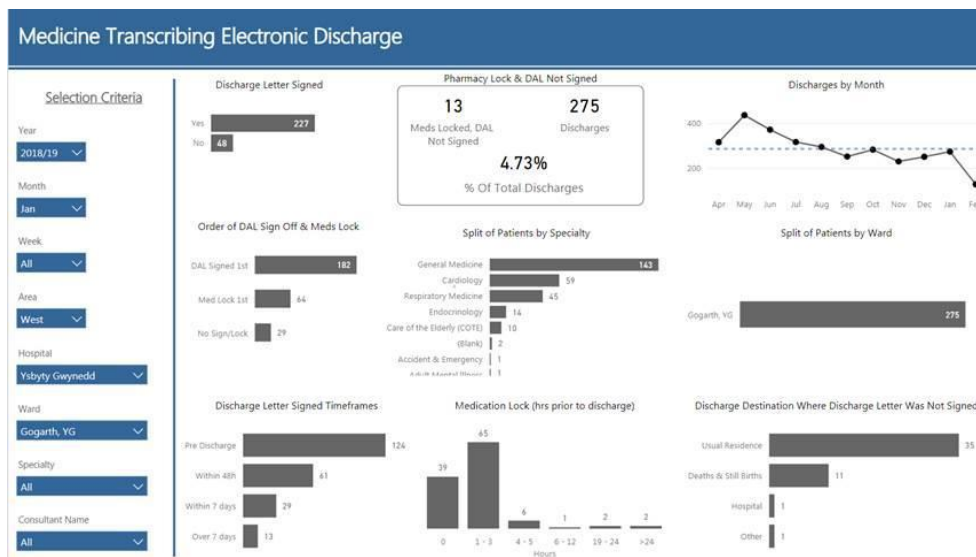 Medicine Transcribing Electronic Discharge
Selection Criteria
Year
2018/19
Month
Jan
Week
All
Area
West
Hospital
Ysbyty Gwynedd
Ward
Gogarth, YG
Specialty
All
Consultant Name
All
Discharge Letter Signed
Yes 227
No 48
Pharmacy Lock & DAL Not Signed
13 275
Meds Locked, DAL Discharges
Not Signed
4.73%
% Of Total Discharges
Discharges by Month
400
200
Apr May Jun Jul Aug Sep Oct Nov Dec Jan
Order of DAL Sign Off & Meds Lock
DAL Signed 1st 182
Med Lock 1st 64
No Sign/Lock 29
Split of Patients by Specialty
General Medicine 143
Cardiology 59
Respiratory Medicine 45
Endocrinology 14
Care of the Elderly (COTE) 10
(Blank) 2
Accident & Emergency 1
Adult Mental Illness 1
Split of Patients by Ward
Gogarth, YG 275
Discharge Letter Signed Timeframes
Pre Discharge 124
Within 48h 61
Within 7 days 29
Over 7 days 13
Medication Lock (hrs prior to discharge)
39 65 6 1 2 2
0 1 - 3 4 - 5 6 - 12 19 - 24 >24
Hours
Discharge Destination Where Discharge Letter Was Not Signed
Usual Residence 35
Deaths & Still Births 11
Hospital 1
Other 1